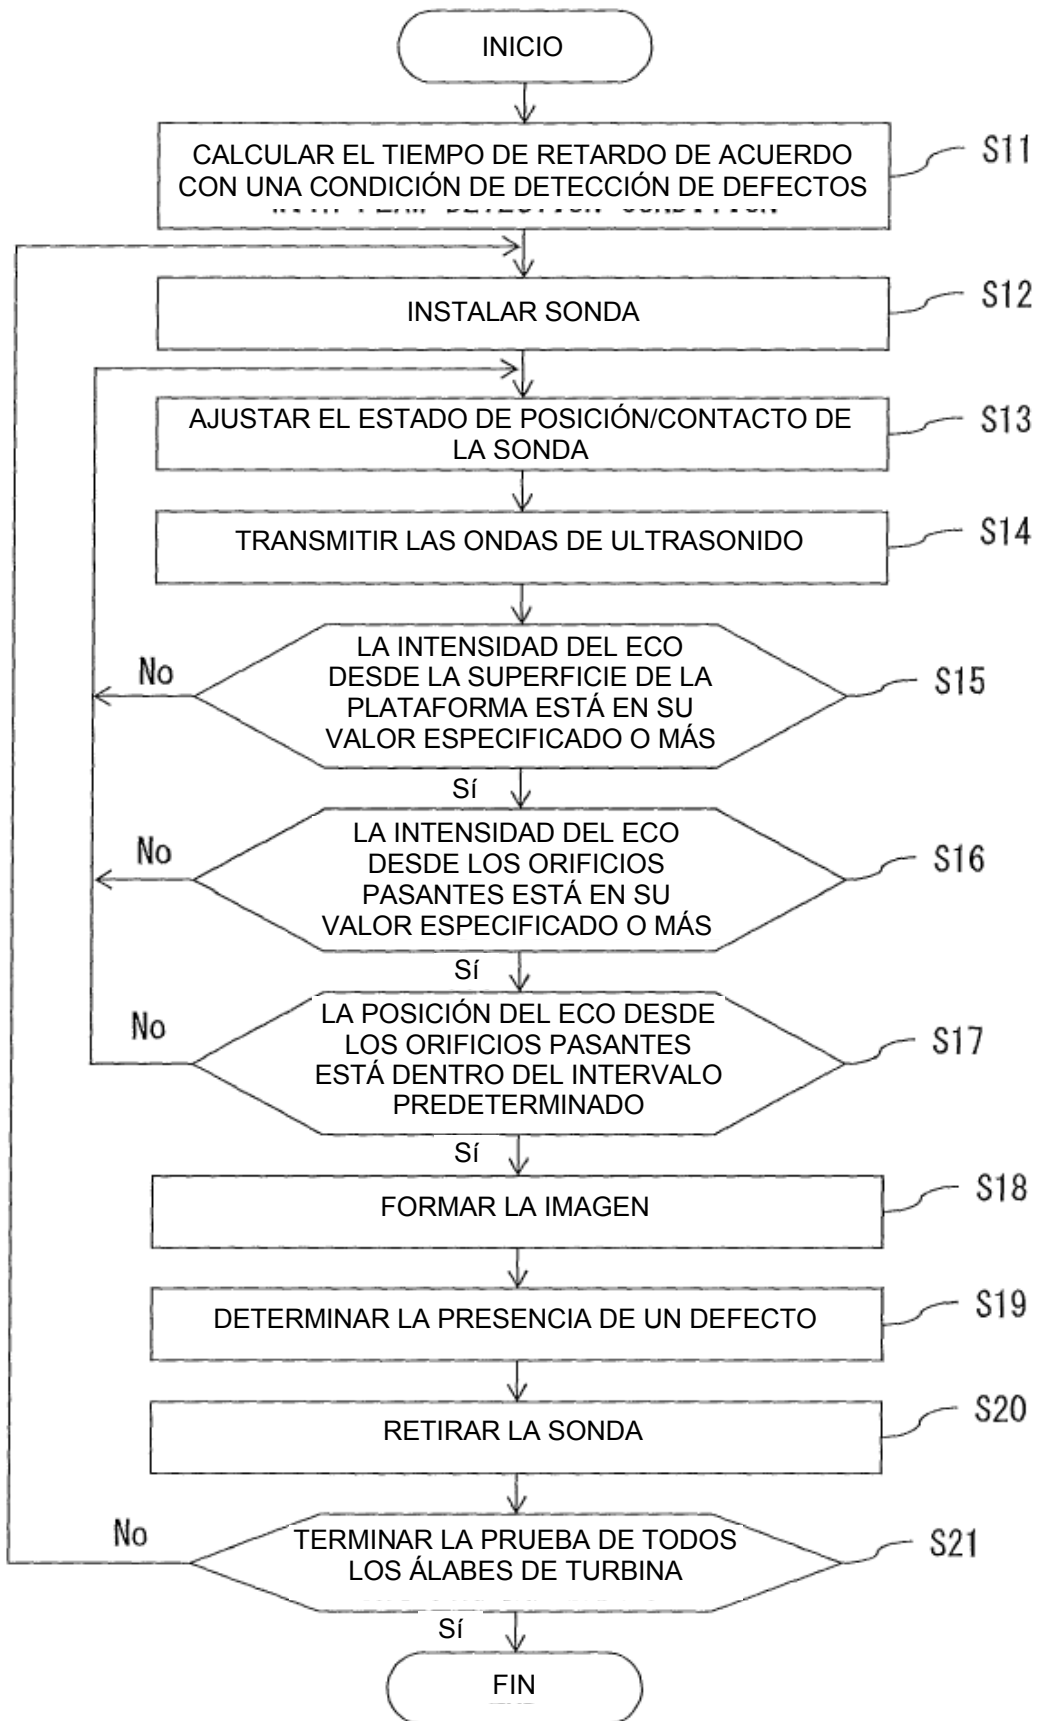 INICIO
CALCULAR EL TIEMPO DE RETARDO DE ACUERDO
CON UNA CONDICIÓN DE DETECCIÓN DE DEFECTOS
S11
INSTALAR SONDA
S12
AJUSTAR EL ESTADO DE POSICIÓN/CONTACTO DE
LA SONDA
S13
TRANSMITIR LAS ONDAS DE ULTRASONIDO
S14
LA INTENSIDAD DEL ECO
DESDE LA SUPERFICIE DE LA
PLATAFORMA ESTÁ EN SU
VALOR ESPECIFICADO O MÁS
No
S15
Sí
LA INTENSIDAD DEL ECO
DESDE LOS ORIFICIOS
PASANTES ESTÁ EN SU
VALOR ESPECIFICADO O MÁS
No
S16
Sí
LA POSICIÓN DEL ECO DESDE
LOS ORIFICIOS PASANTES
ESTÁ DENTRO DEL INTERVALO
PREDETERMINADO
No
S17
Sí
FORMAR LA IMAGEN
S18
DETERMINAR LA PRESENCIA DE UN DEFECTO
S19
RETIRAR LA SONDA
S20
TERMINAR LA PRUEBA DE TODOS
LOS ÁLABES DE TURBINA
No
S21
Sí
FIN